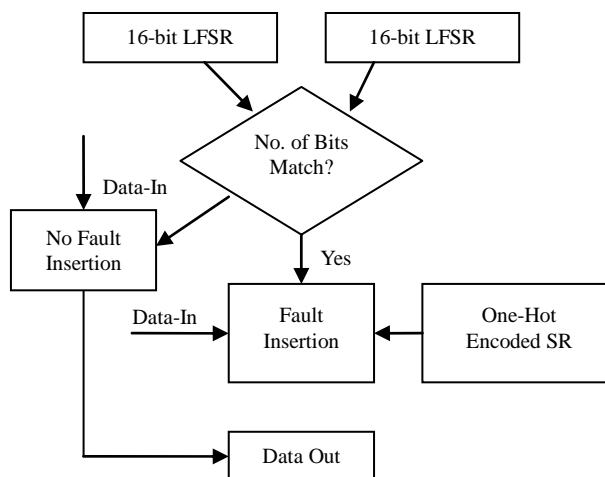 16-bit LFSR
16-bit LFSR
No. of Bits
Match?
Data-In
No Fault
Insertion
Yes
Data-In
Fault
Insertion
One-Hot
Encoded SR
Data Out